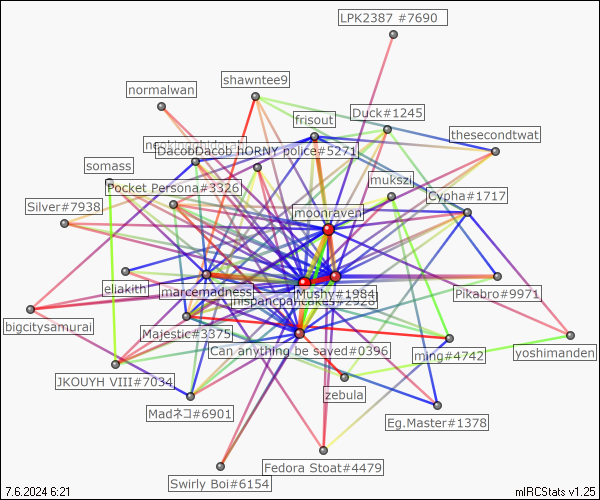 LPK2387 #7690
shawntee9
normalwan
Duck#1245
frisout
thesecondtwat
DacobDacob hORNY police#5271
somass
mukszi
Pocket Persona#3326
Cypha#1717
Silver#7938
moonraven
eliakith
Pikabro#9971
marcemadness
Mushy#1984
bigcitysamurai
Majestic#3375
Can anything be saved#0396
ming#4742
yoshimanden
JKOUYH VIII#7034
zebula
Madネコ#6901
Eg.Master#1378
Fedora Stoat#4479
Swirly Boi#6154
7.6.2024 6:21
mIRCStats v1.25